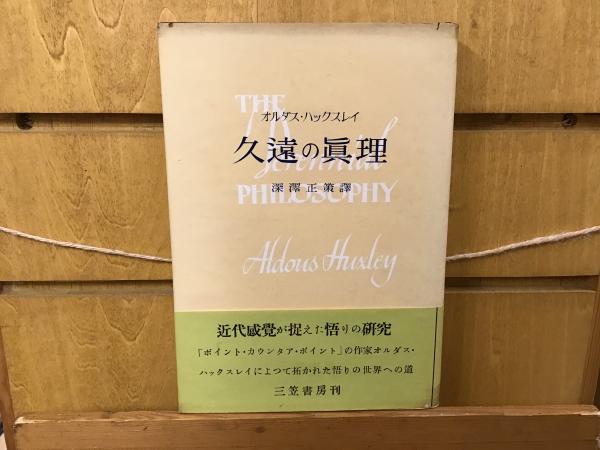 THE
オルダス・ハックスレイ
Perennial
久遠の眞理
PHILOSOPHY
深澤正策譯
Aldous Huxley
近代感覺が捉えた悟りの研究
「ポイント・カウンタア・ポイント」の作家オルダス・
ハックスレイによつて拓かれた悟りの世界への道
三笠書房刊